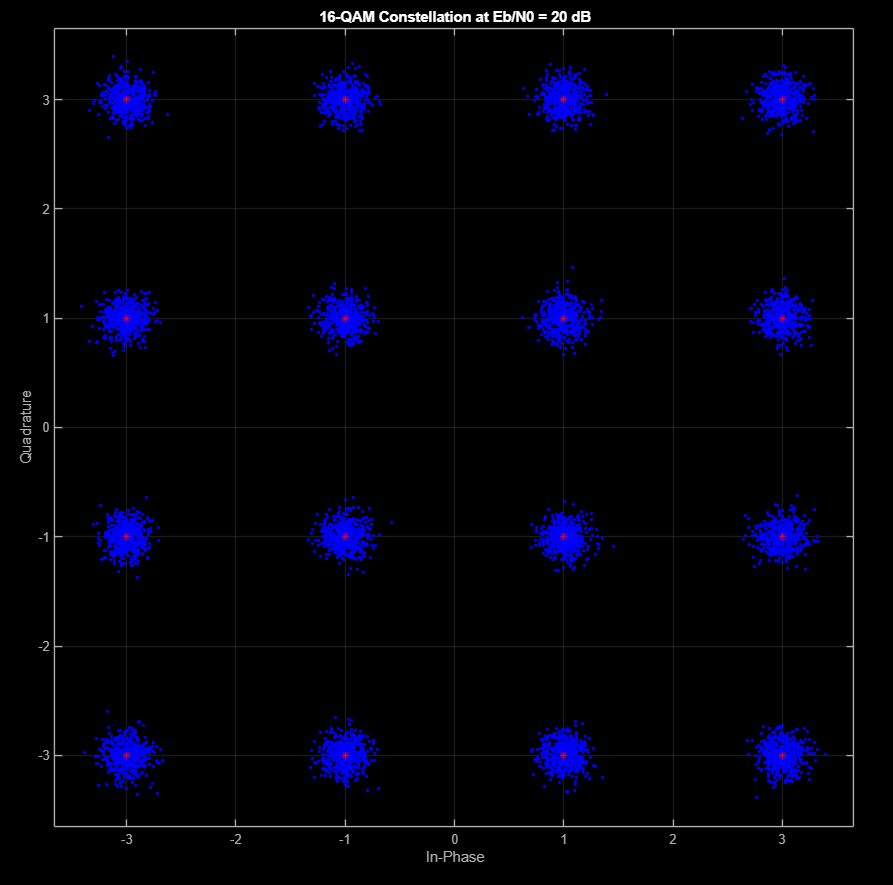 16-QAM Constellation at Eb/N0 = 20 dB
3
2
1
0
-1
-2
-3
Quadrature
-3 -2 -1 0 1 2 3
In-Phase